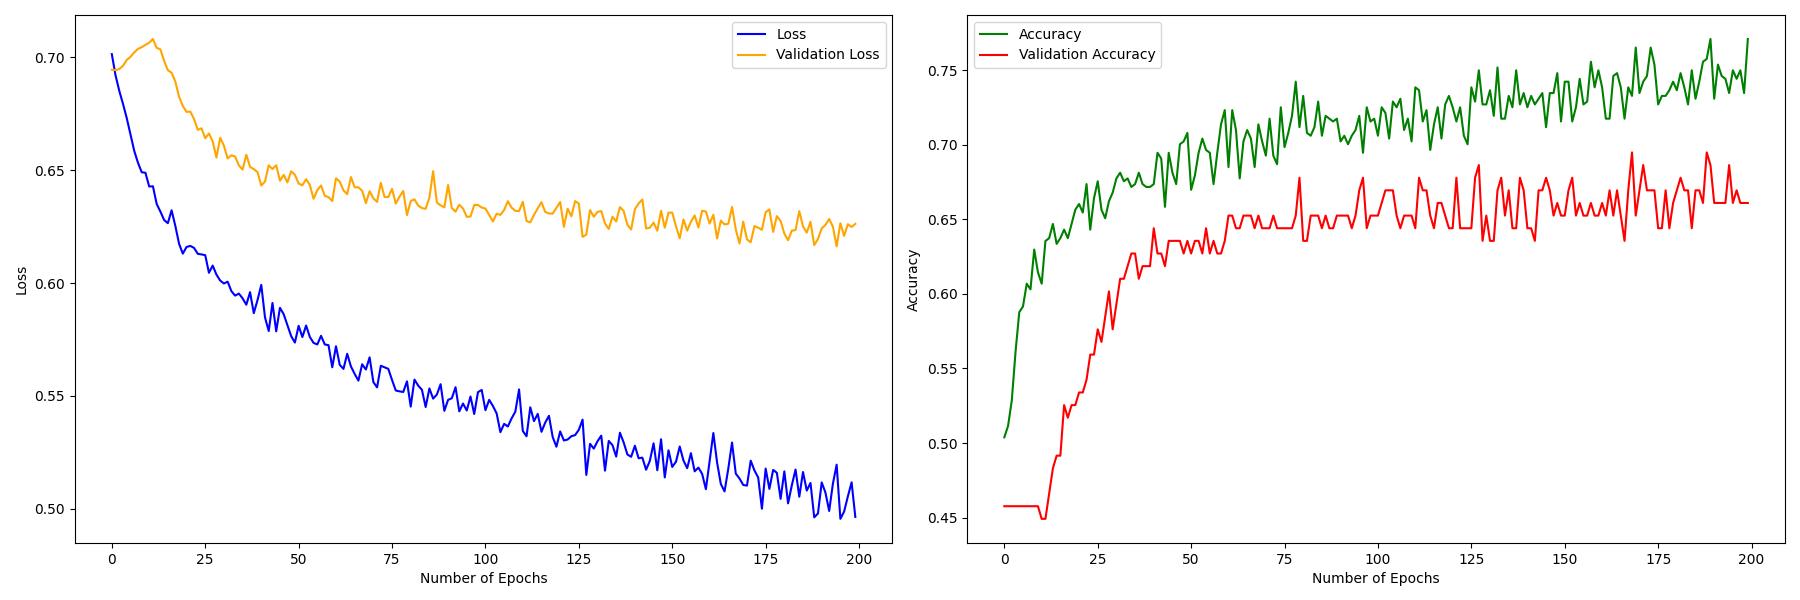 Loss
Validation Loss
0.70
0.65
0.60
0.55
0.50
Loss
0 25 50 75 100 125 150 175 200
Number of Epochs
Accuracy
Validation Accuracy
0.75
0.70
0.65
0.60
0.55
0.50
0.45
Accuracy
0 25 50 75 100 125 150 175 200
Number of Epochs